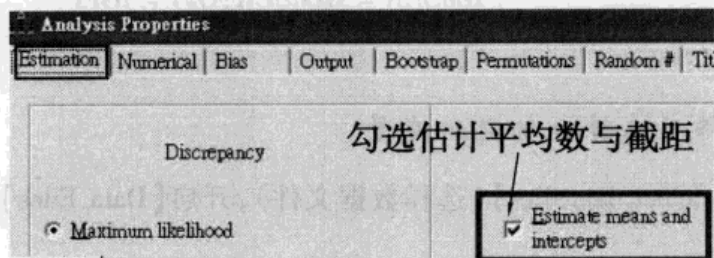 Analysis Properties
Estimation Numerical Bias Output Bootstrap Permutations Random # Tit
Discrepancy
勾选估计平均数与截距
Maximum likelihood
Estimate means and
intercepts